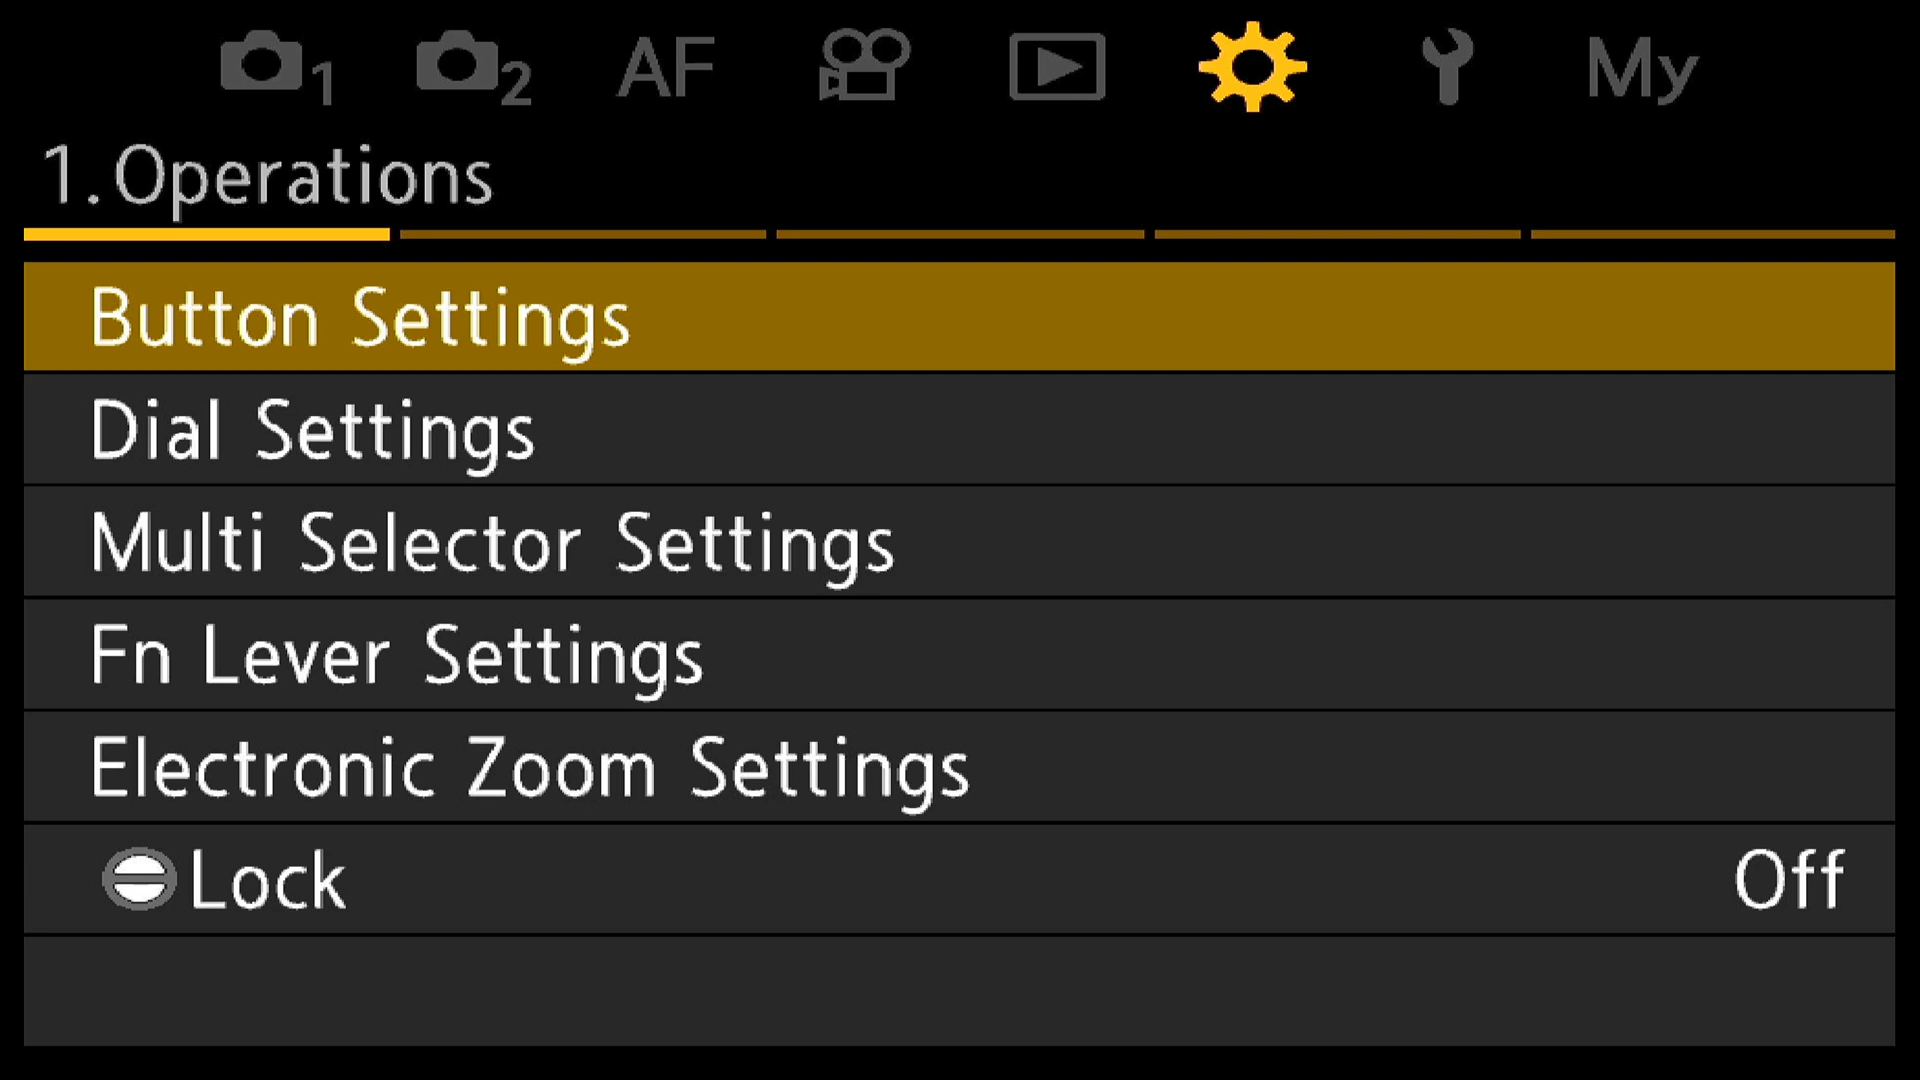 1 2 AF My
1. Operations
Button Settings
Dial Settings
Multi Selector Settings
Fn Lever Settings
Electronic Zoom Settings
Lock Off